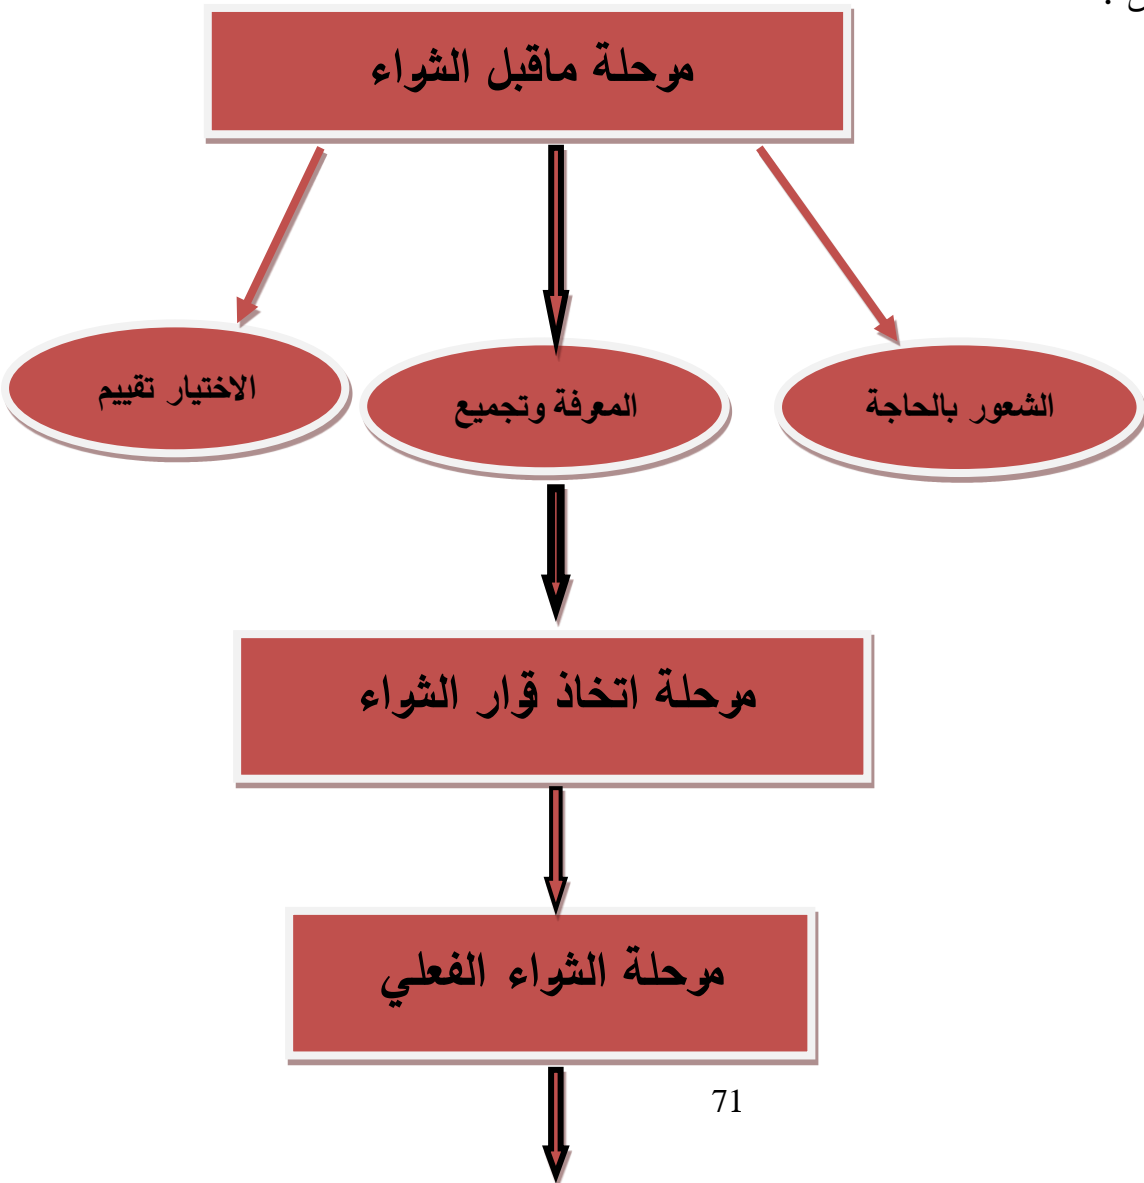 مرحلة ماقبل الشراء
الشعور بالحاجة
المعرفة وتجميع
الاختيار تقييم
مرحلة اتخاذ قرار الشراء
مرحلة الشراء الفعلي
71